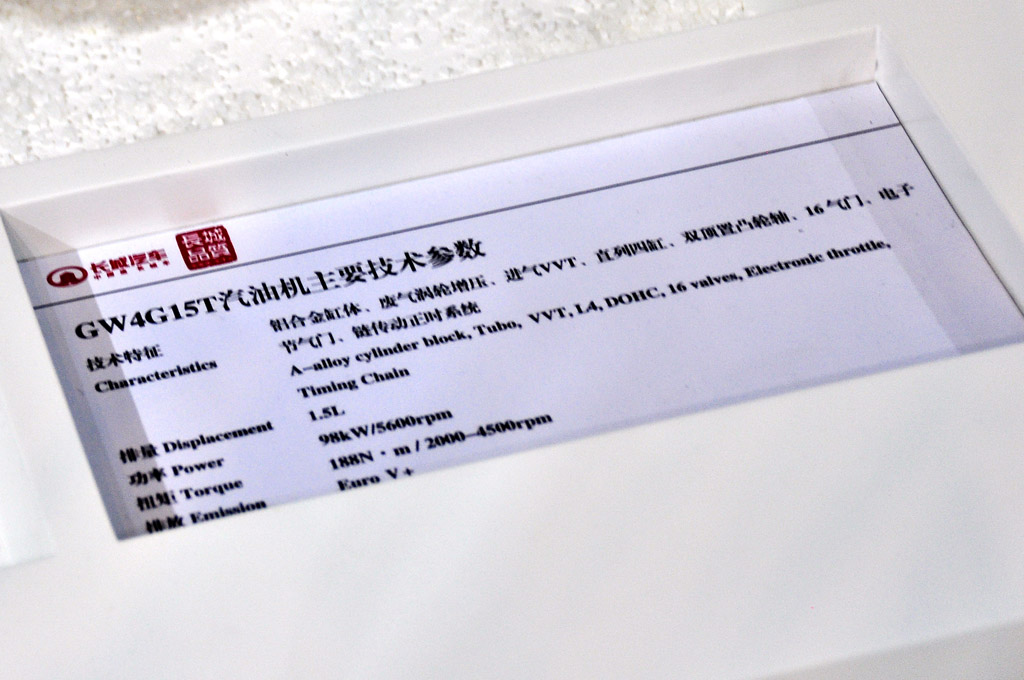 长城汽车
長城品質
GW4G15T汽油机主要技术参数
技术特征 铝合金缸体、废气涡轮增压、进气VVT、直列四缸、双顶置凸轮轴、16气门、电子
节气门、链传动正时系统
Characteristics A-alloy cylinder block, Tubo, VVT, L4, DOHC, 16 valves, Electronic throttle,
Timing Chain
排量 Displacement 1.5L
功率 Power 98kW/5600rpm
扭矩 Torque 188N·m / 2000-4500rpm
排放 Emission Euro V+